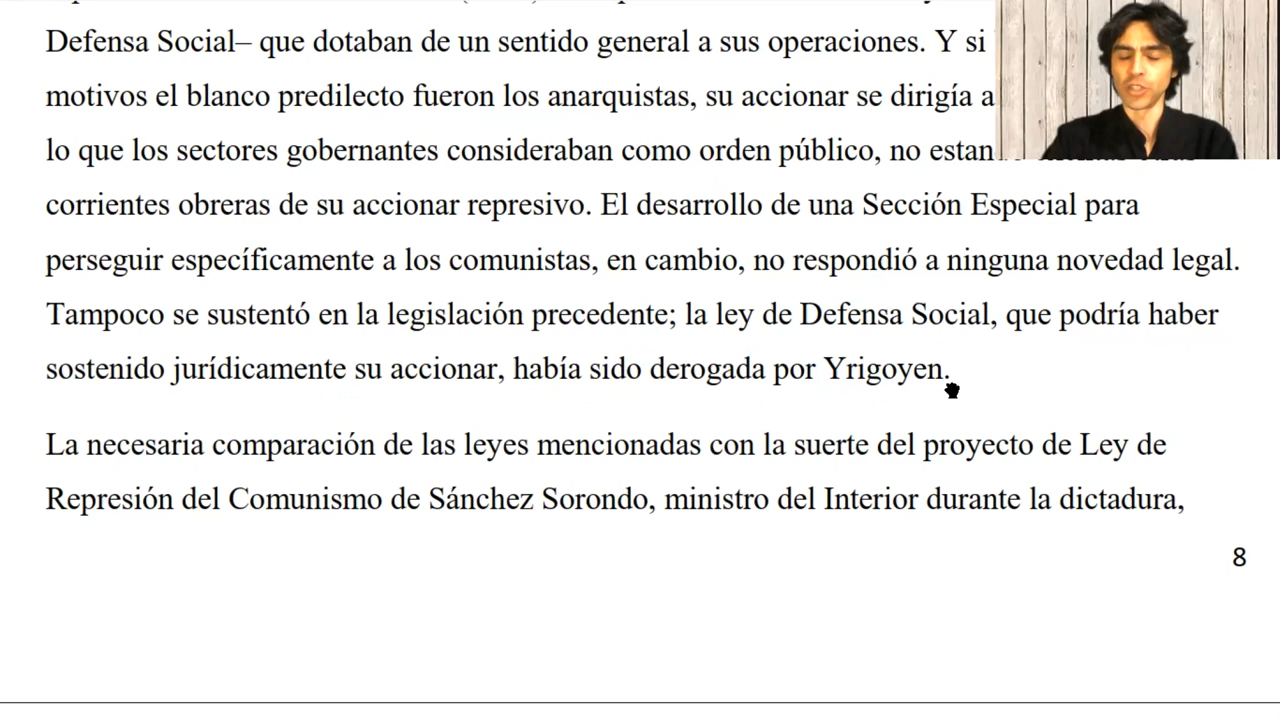 Defensa Social– que dotaban de un sentido general a sus operaciones. Y si
motivos el blanco predilecto fueron los anarquistas, su accionar se dirigía a
lo que los sectores gobernantes consideraban como orden público, no
corrientes obreras de su accionar represivo. El desarrollo de una Sección Especial para
perseguir específicamente a los comunistas, en cambio, no respondió a ninguna novedad legal.
Tampoco se sustentó en la legislación precedente; la ley de Defensa Social, que podría haber
sostenido jurídicamente su accionar, había sido derogada por Yrigoyen.
La necesaria comparación de las leyes mencionadas con la suerte del proyecto de Ley de
Represión del Comunismo de Sánchez Sorondo, ministro del Interior durante la dictadura,
8